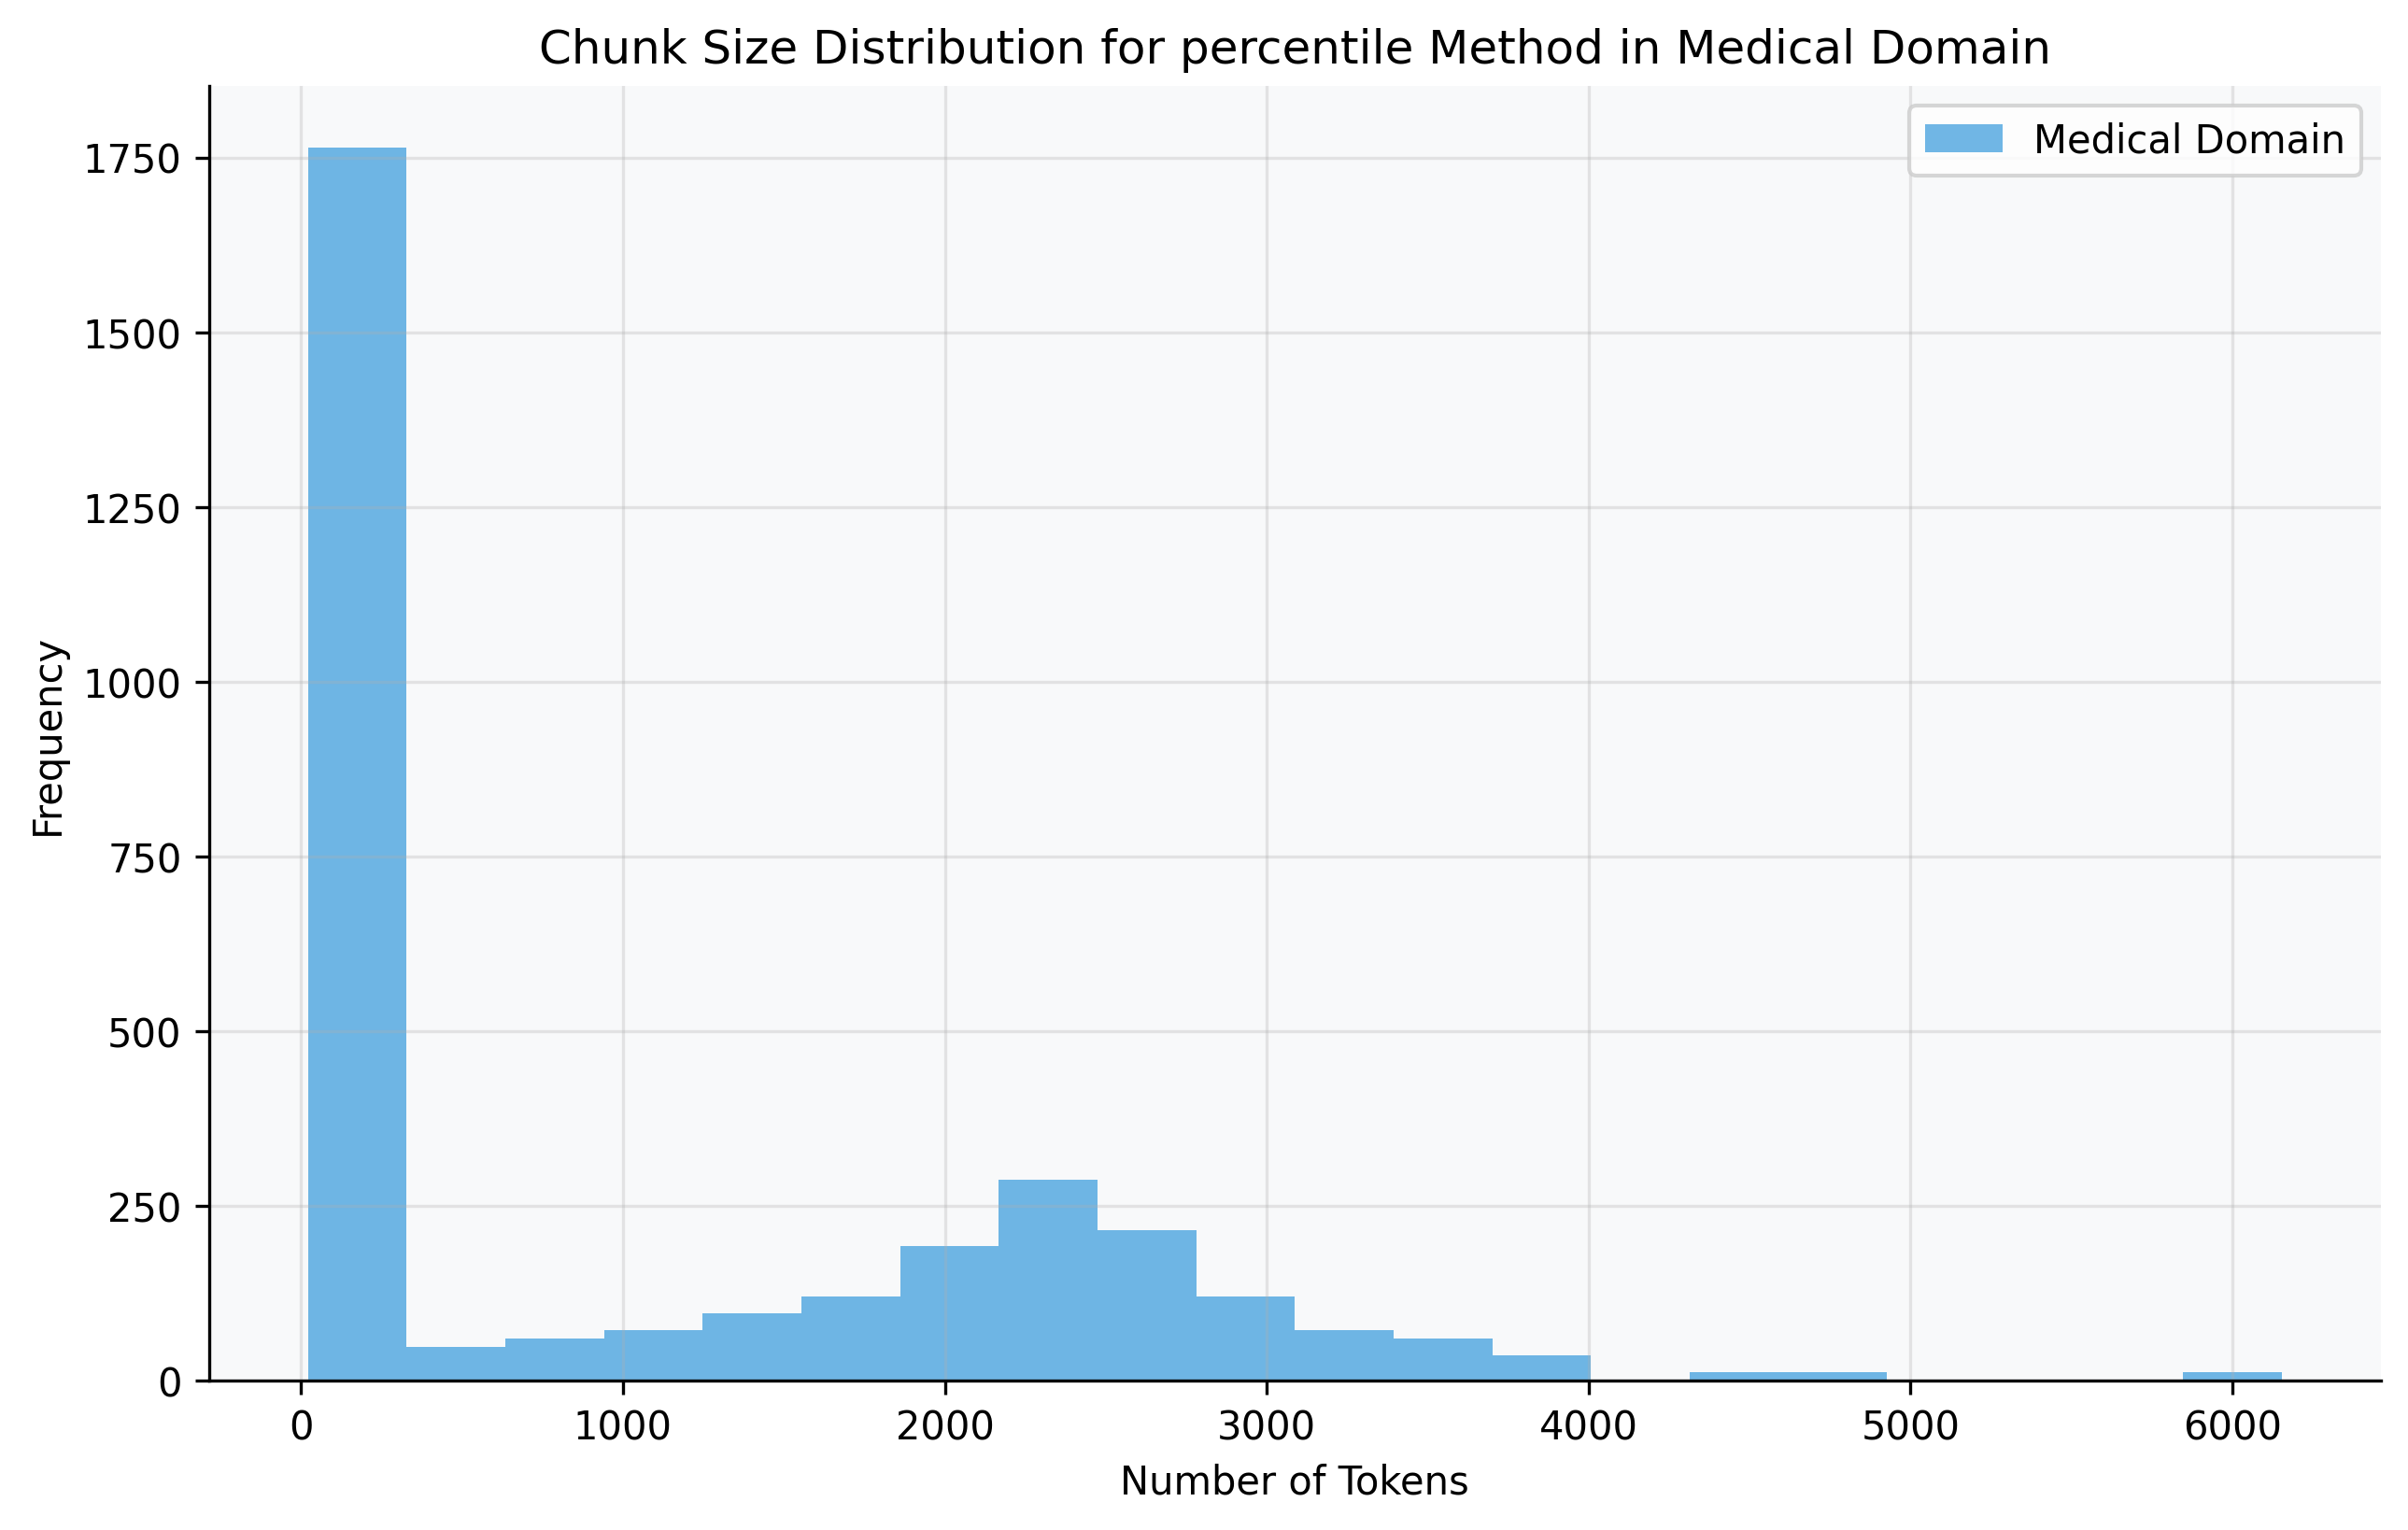 Chunk Size Distribution for percentile Method in Medical Domain
Medical Domain
1750
1500
1250
1000
750
500
250
0
Frequency
0 1000 2000 3000 4000 5000 6000
Number of Tokens